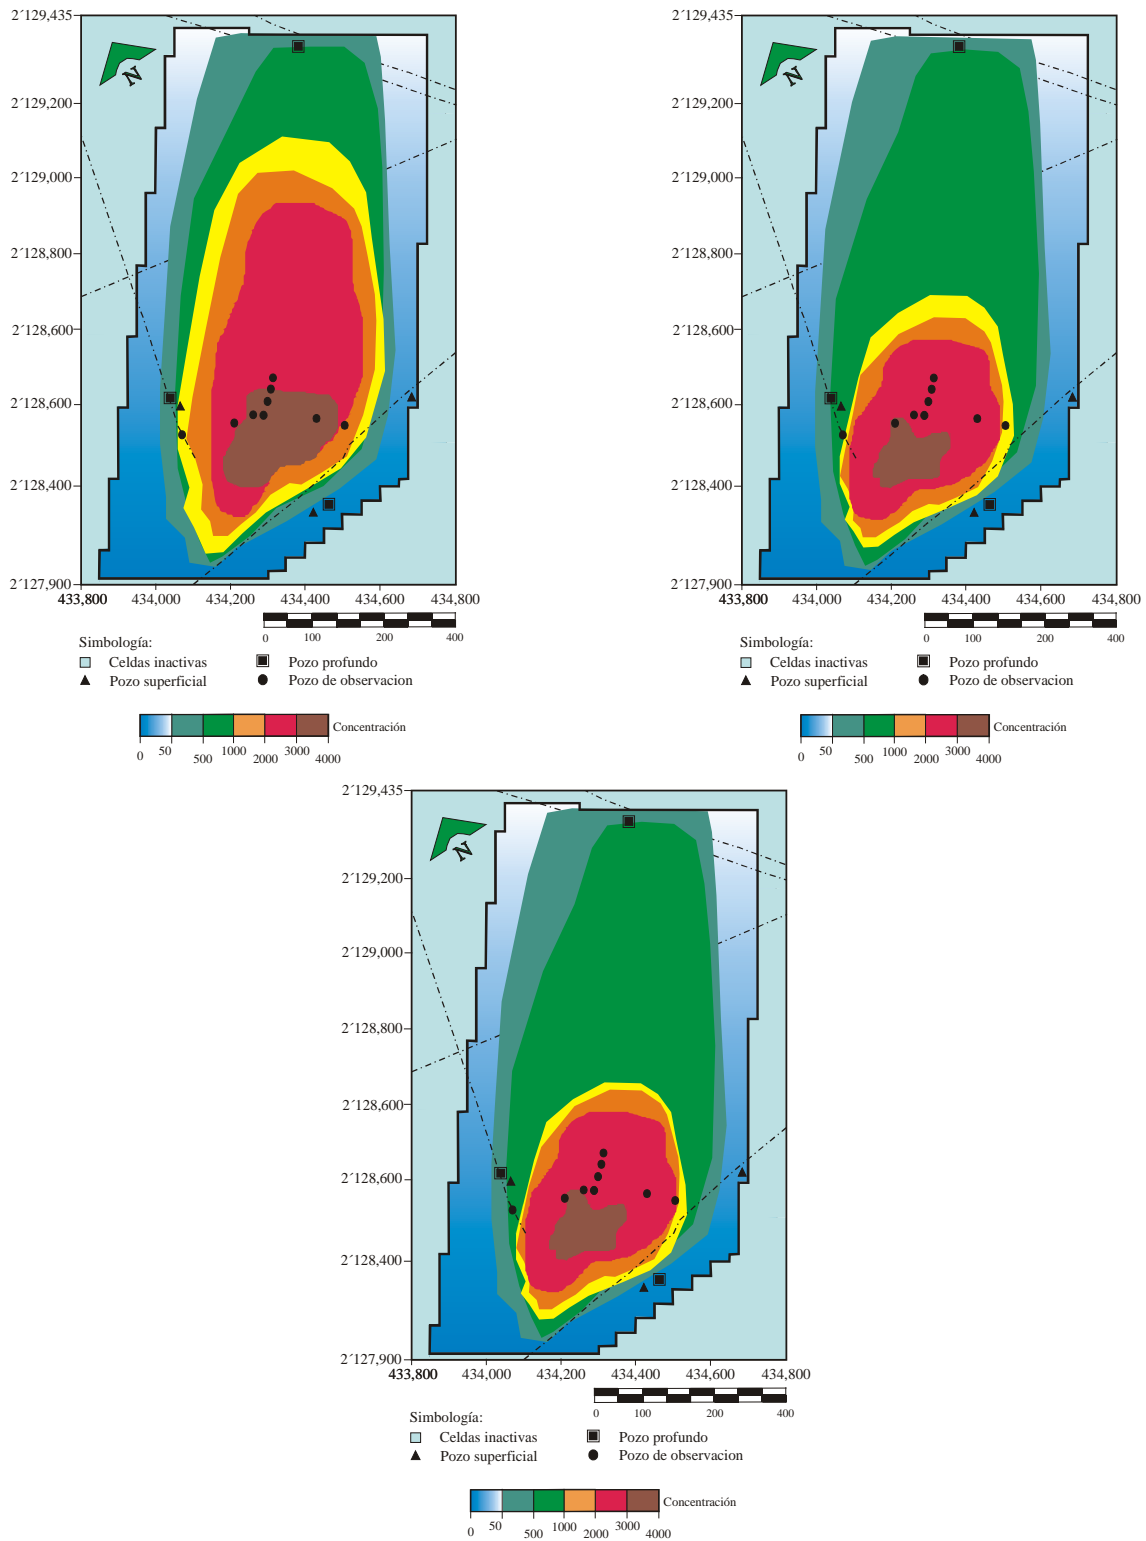 2´129,435
2´129,200
2´129,000
2´128,800
2´128,600
2´128,600
2´128,400
2´127,900
N
433,800 434,000 434,200 434,400 434,600 434,800
0 100 200 400
Simbología:
Celdas inactivas Pozo profundo
Pozo superficial Pozo de observacion
Concentración
0 50 500 1000 2000 3000 4000
2´129,435
2´129,200
2´129,000
2´128,800
2´128,600
2´128,600
2´128,400
2´127,900
N
433,800 434,000 434,200 434,400 434,600 434,800
0 100 200 400
Simbología:
Celdas inactivas Pozo profundo
Pozo superficial Pozo de observacion
Concentración
0 50 500 1000 2000 3000 4000
2´129,435
2´129,200
2´129,000
2´128,800
2´128,600
2´128,600
2´128,400
2´127,900
N
433,800 434,000 434,200 434,400 434,600 434,800
0 100 200 400
Simbología:
Celdas inactivas Pozo profundo
Pozo superficial Pozo de observacion
Concentración
0 50 500 1000 2000 3000 4000